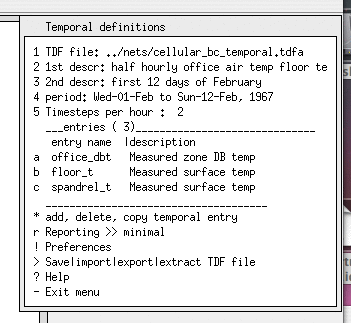 Temporal definitions
1 TDF file: ../nets/cellular_bc_temporal.tdfa
2 1st descr: half hourly office air temp floor te
3 2nd descr: first 12 days of February
4 period: Wed-01-Feb to Sun-12-Feb, 1967
5 Timesteps per hour : 2
___entries ( 3)______________________________
entry name |description
a office_dbt Measured zone DB temp
b floor_t Measured surface temp
c spandrel_t Measured surface temp
_____________________________________
* add, delete, copy temporal entry
r Reporting >> minimal
! Preferences
> Save|import|export|extract TDF file
? Help
- Exit menu